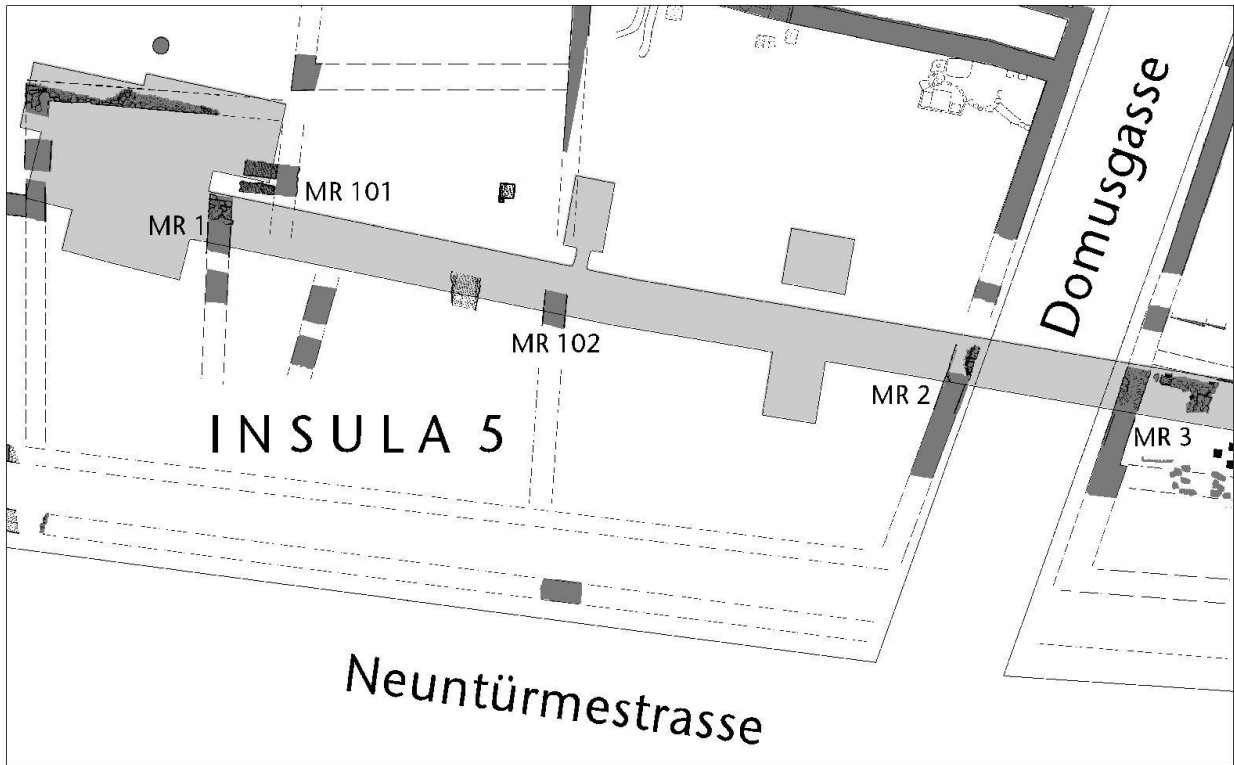 Domusgasse
MR 101
MR 1
MR 102
MR 2
MR 3
INSULA 5
Neuntürmestrasse